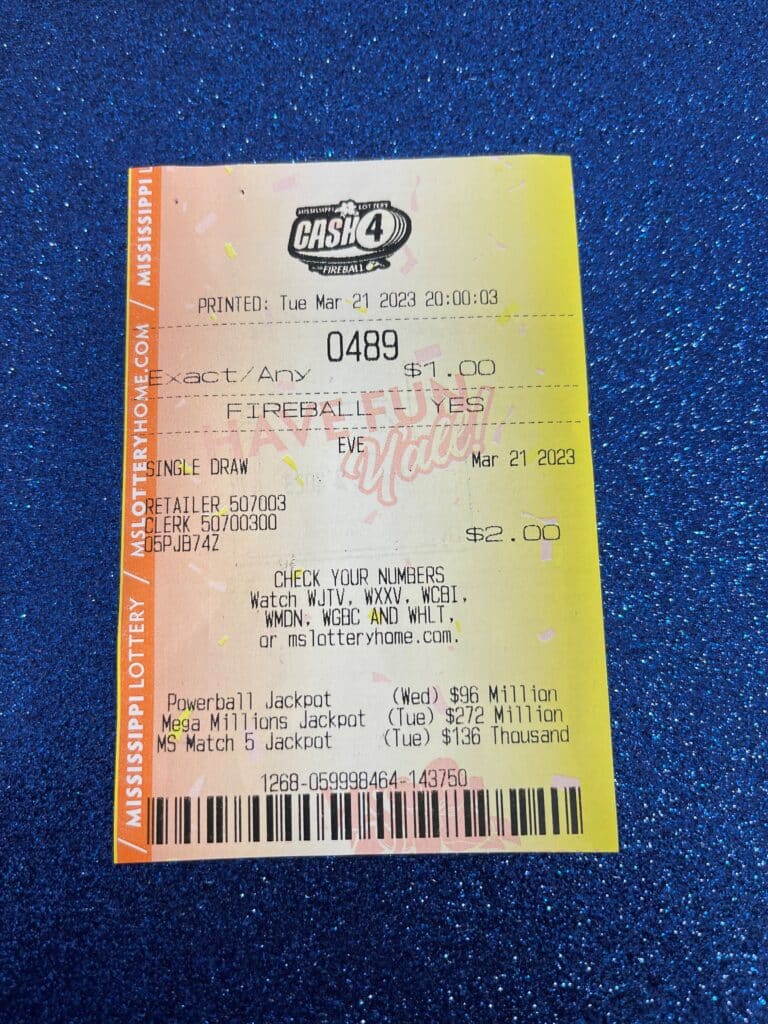 MISSISSIPPI LOTTERY
CASH 4
FIREBALL
PRINTED: Tue Mar 21 2023 20:00:03
0489
Exact/Any $1.00
FIREBALL - YES
HAVE FUN
Y'all!
EVE
SINGLE DRAW Mar 21 2023
RETAILER 507003
CLERK 50700300
05PJB74Z
$2.00
CHECK YOUR NUMBERS
Watch WJTV, WXXV, WCBI,
WMDN, WGBC AND WHLT,
or mslotteryhome.com.
Powerball Jackpot (Wed) $96 Million
Mega Millions Jackpot (Tue) $272 Million
MS Match 5 Jackpot (Tue) $136 Thousand
1268-059998464-143750
/ MISSISSIPPI LOTTERY / MSLOTTERYHOME.COM / MISSISSIPPI L